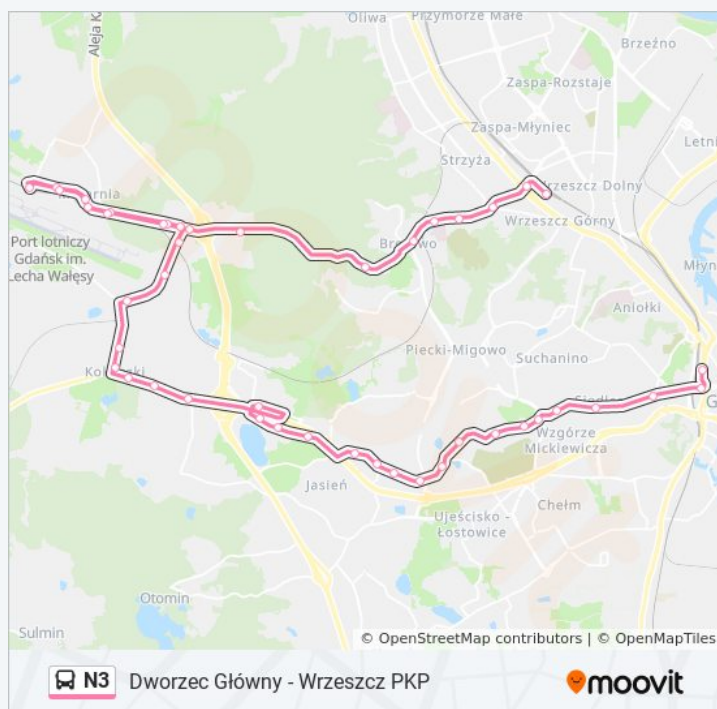 Oliwa
Przymorze Małe
Aleja K
Brzeźno
Zaspa-Rozstaje
Zaspa-Młyniec
Letni
Strzyża
Wrzeszcz Dolny
Wrzeszcz Górny
Port lotniczy
Gdańsk im.
Lecha Wałęsy
Młyn
Aniołki
Piecki-Migowo
Suchanino
G
Wzgórze
Mickiewicza
Jasień
Chełm
Ujeścisko -
Łostowice
Otomin
Sulmin
© OpenStreetMap contributors | © OpenMapTiles
N3 Dworzec Główny - Wrzeszcz PKP
moovit